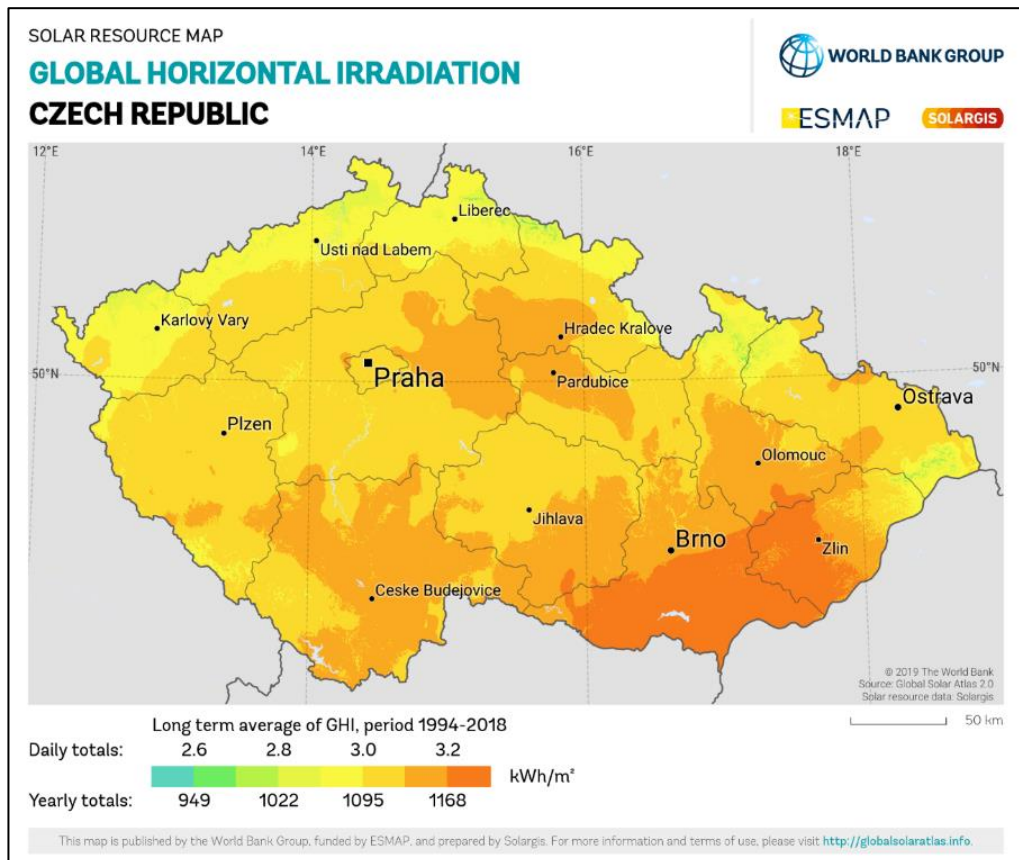 SOLAR RESOURCE MAP
GLOBAL HORIZONTAL IRRADIATION
CZECH REPUBLIC
WORLD BANK GROUP
ESMAP
SOLARGIS
12°E 14°E 16°E 18°E
Liberec
Usti nad Labem
Karlovy Vary
Hradec Kralove
50°N 50°N
Praha
Pardubice
Ostrava
Plzen
Olomouc
Jihlava
Brno
Zlin
Ceske Budejovice
© 2019 The World Bank
Source: Global Solar Atlas 2.0
Solar resource data: Solargis
50 km
Long term average of GHI, period 1994-2018
Daily totals: 2.6 2.8 3.0 3.2
kWh/m²
Yearly totals: 949 1022 1095 1168
This map is published by the World Bank Group, funded by ESMAP, and prepared by Solargis. For more information and terms of use, please visit http://globalsolaratlas.info.